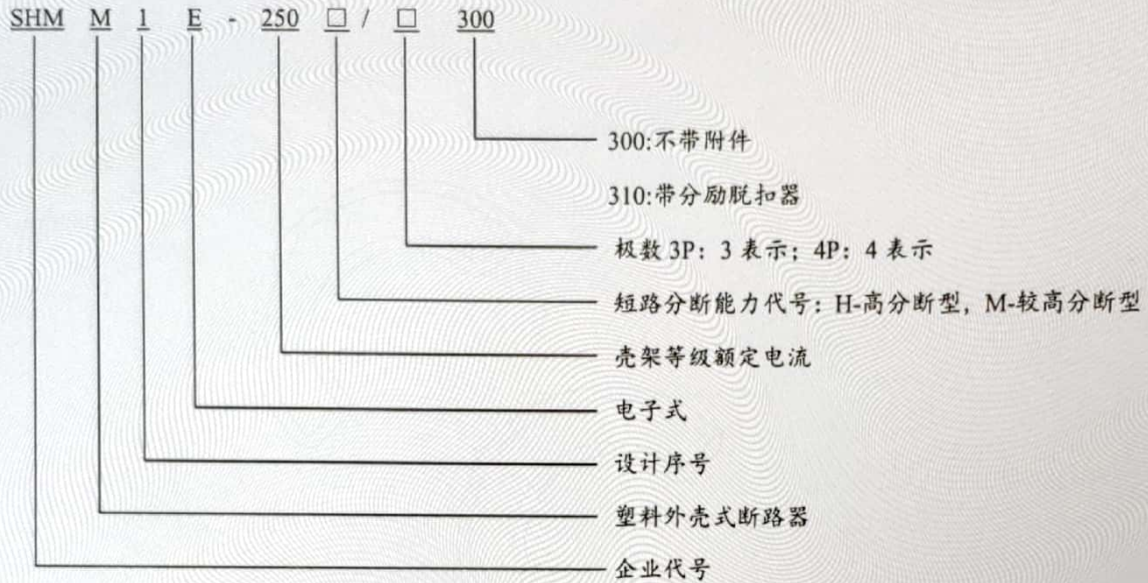 SHM M 1 E - 250 □ / □ 300
300:不带附件
310:带分励脱扣器
极数 3P：3 表示；4P：4 表示
短路分断能力代号：H-高分断型，M-较高分断型
壳架等级额定电流
电子式
设计序号
塑料外壳式断路器
企业代号